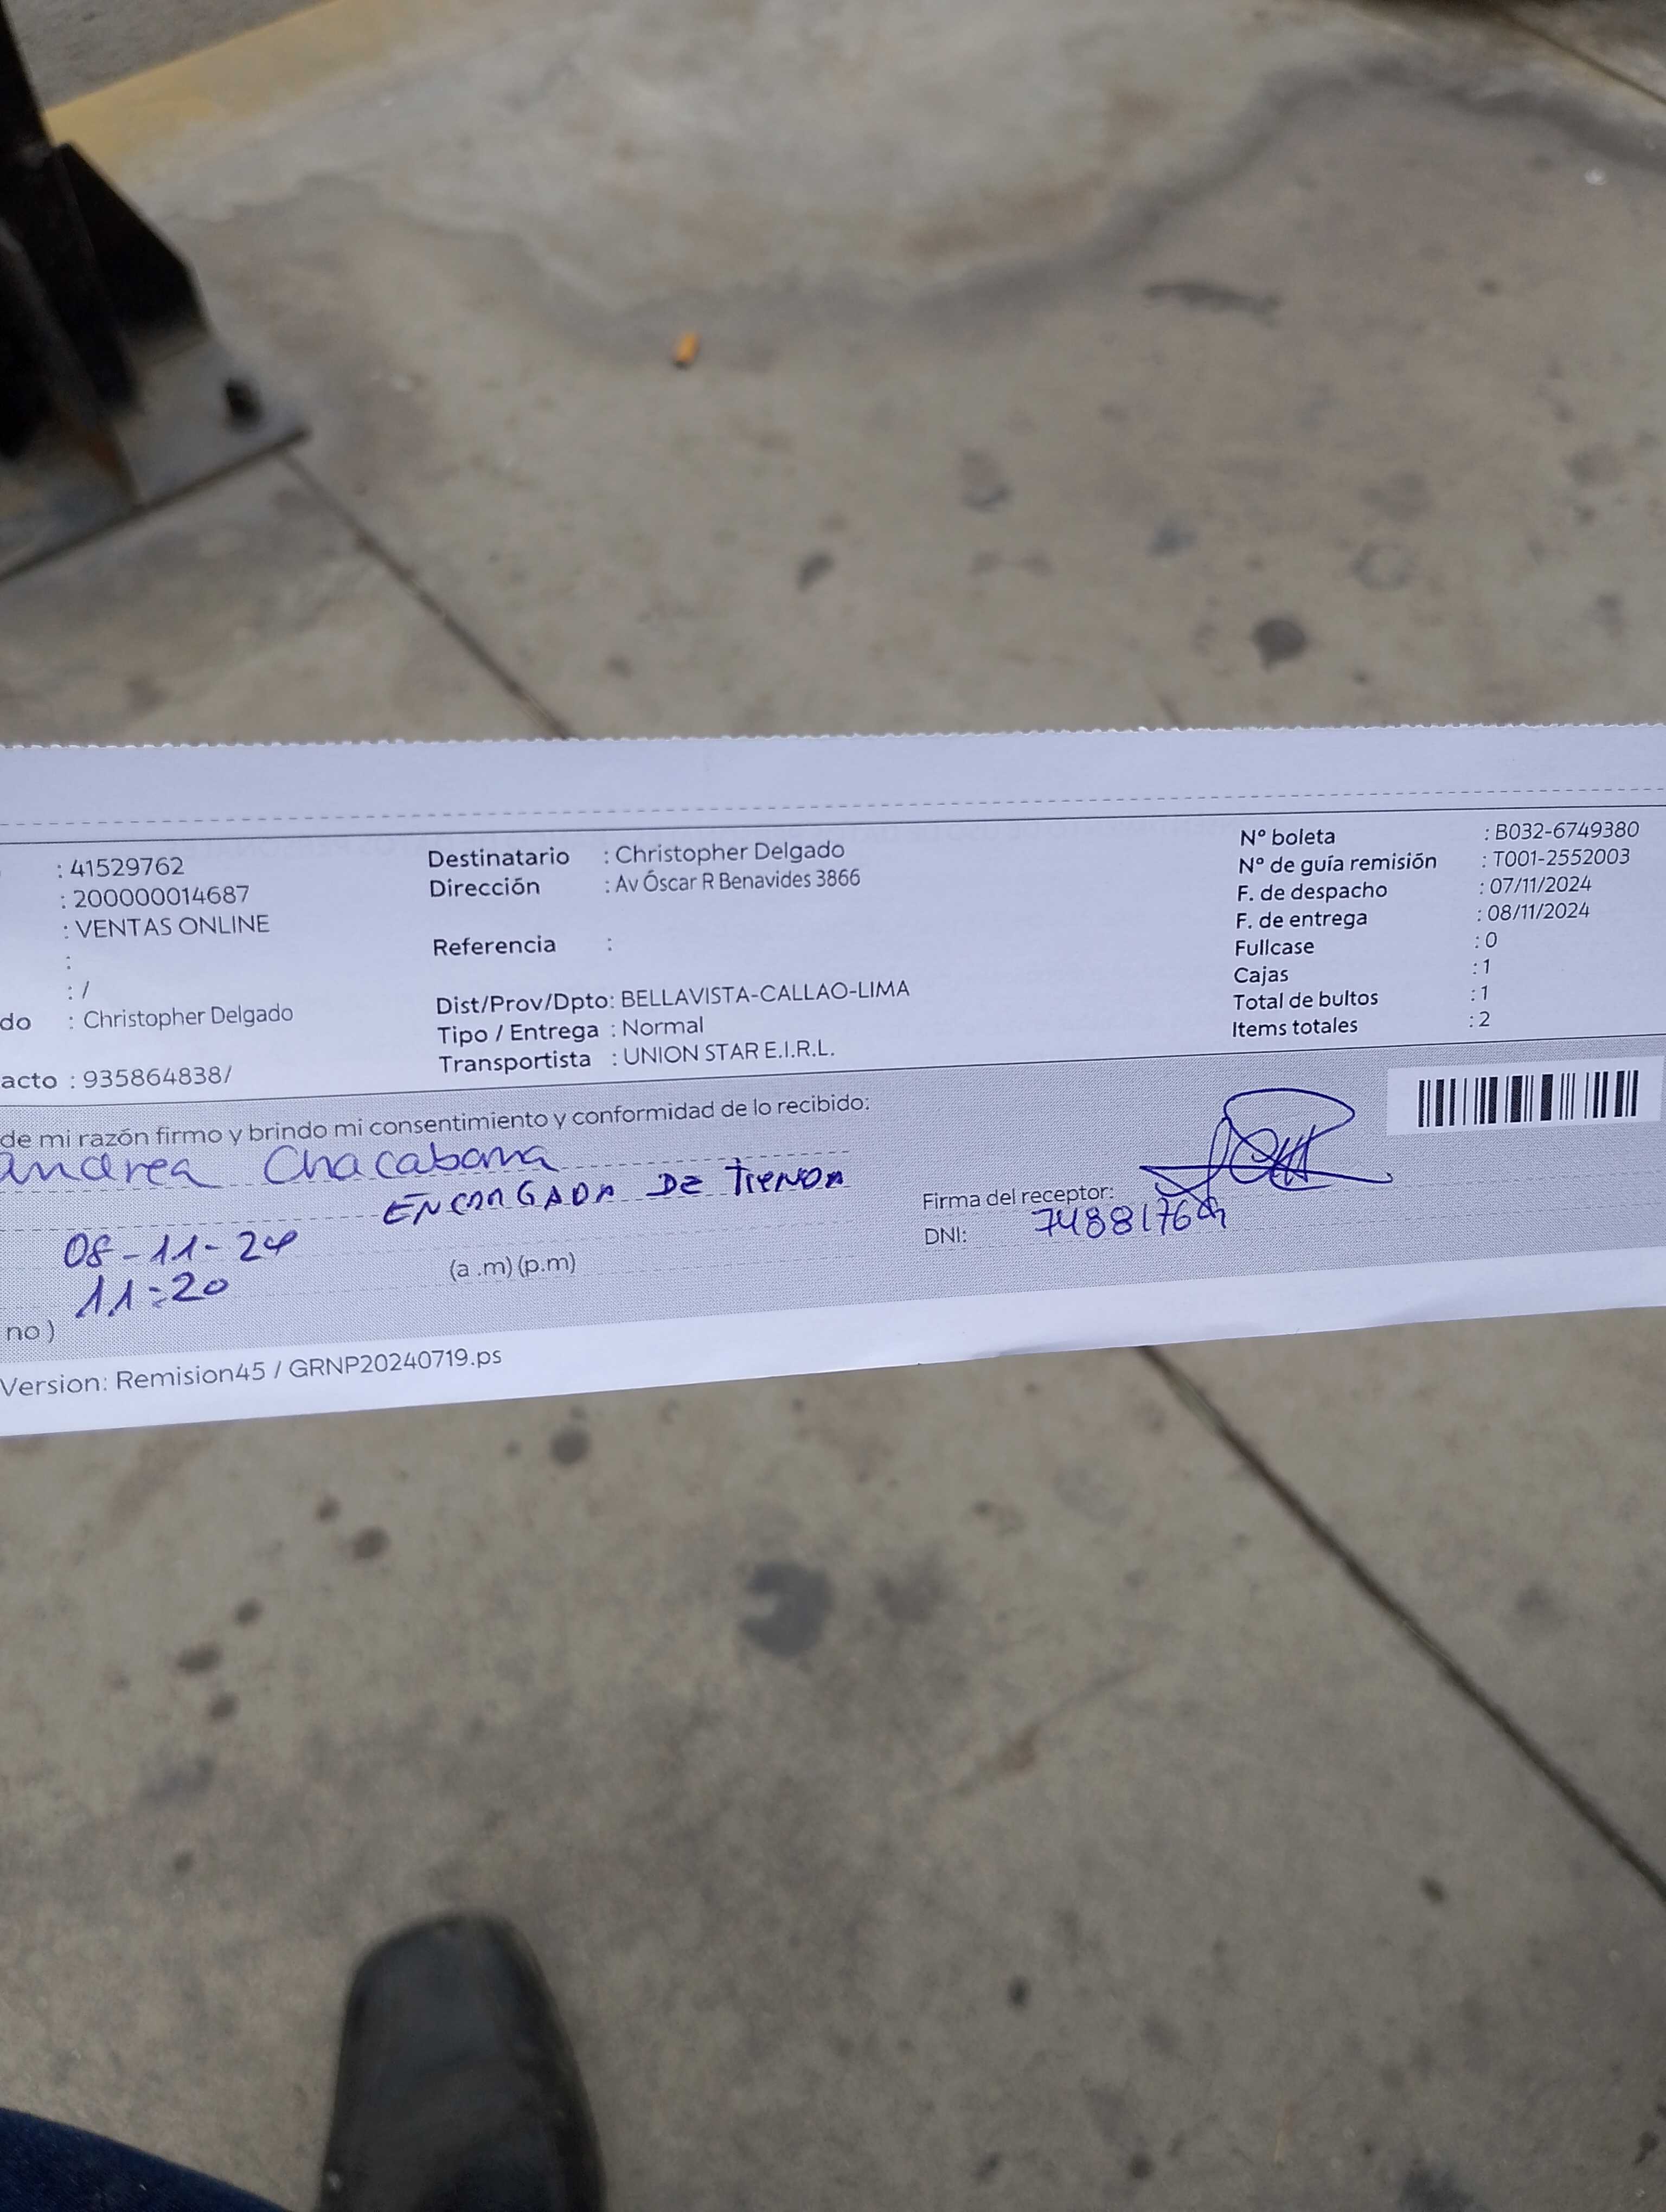 : 41529762
: 200000014687
: VENTAS ONLINE
:
: /
do : Christopher Delgado
acto : 935864838/
Destinatario : Christopher Delgado
Dirección : Av Óscar R Benavides 3866
Referencia :
Dist/Prov/Dpto: BELLAVISTA-CALLAO-LIMA
Tipo / Entrega : Normal
Transportista : UNION STAR E.I.R.L.
Nº boleta : B032-6749380
Nº de guía remisión : T001-2552003
F. de despacho : 07/11/2024
F. de entrega : 08/11/2024
Fullcase : 0
Cajas : 1
Total de bultos : 1
Items totales : 2
de mi razón firmo y brindo mi consentimiento y conformidad de lo recibido:
andrea Chacabana
ENCARGADA DE TIENDA
08-11-24
11:20
(a .m) (p.m)
no )
Firma del receptor:
DNI:
Version: Remision45 / GRNP20240719.ps